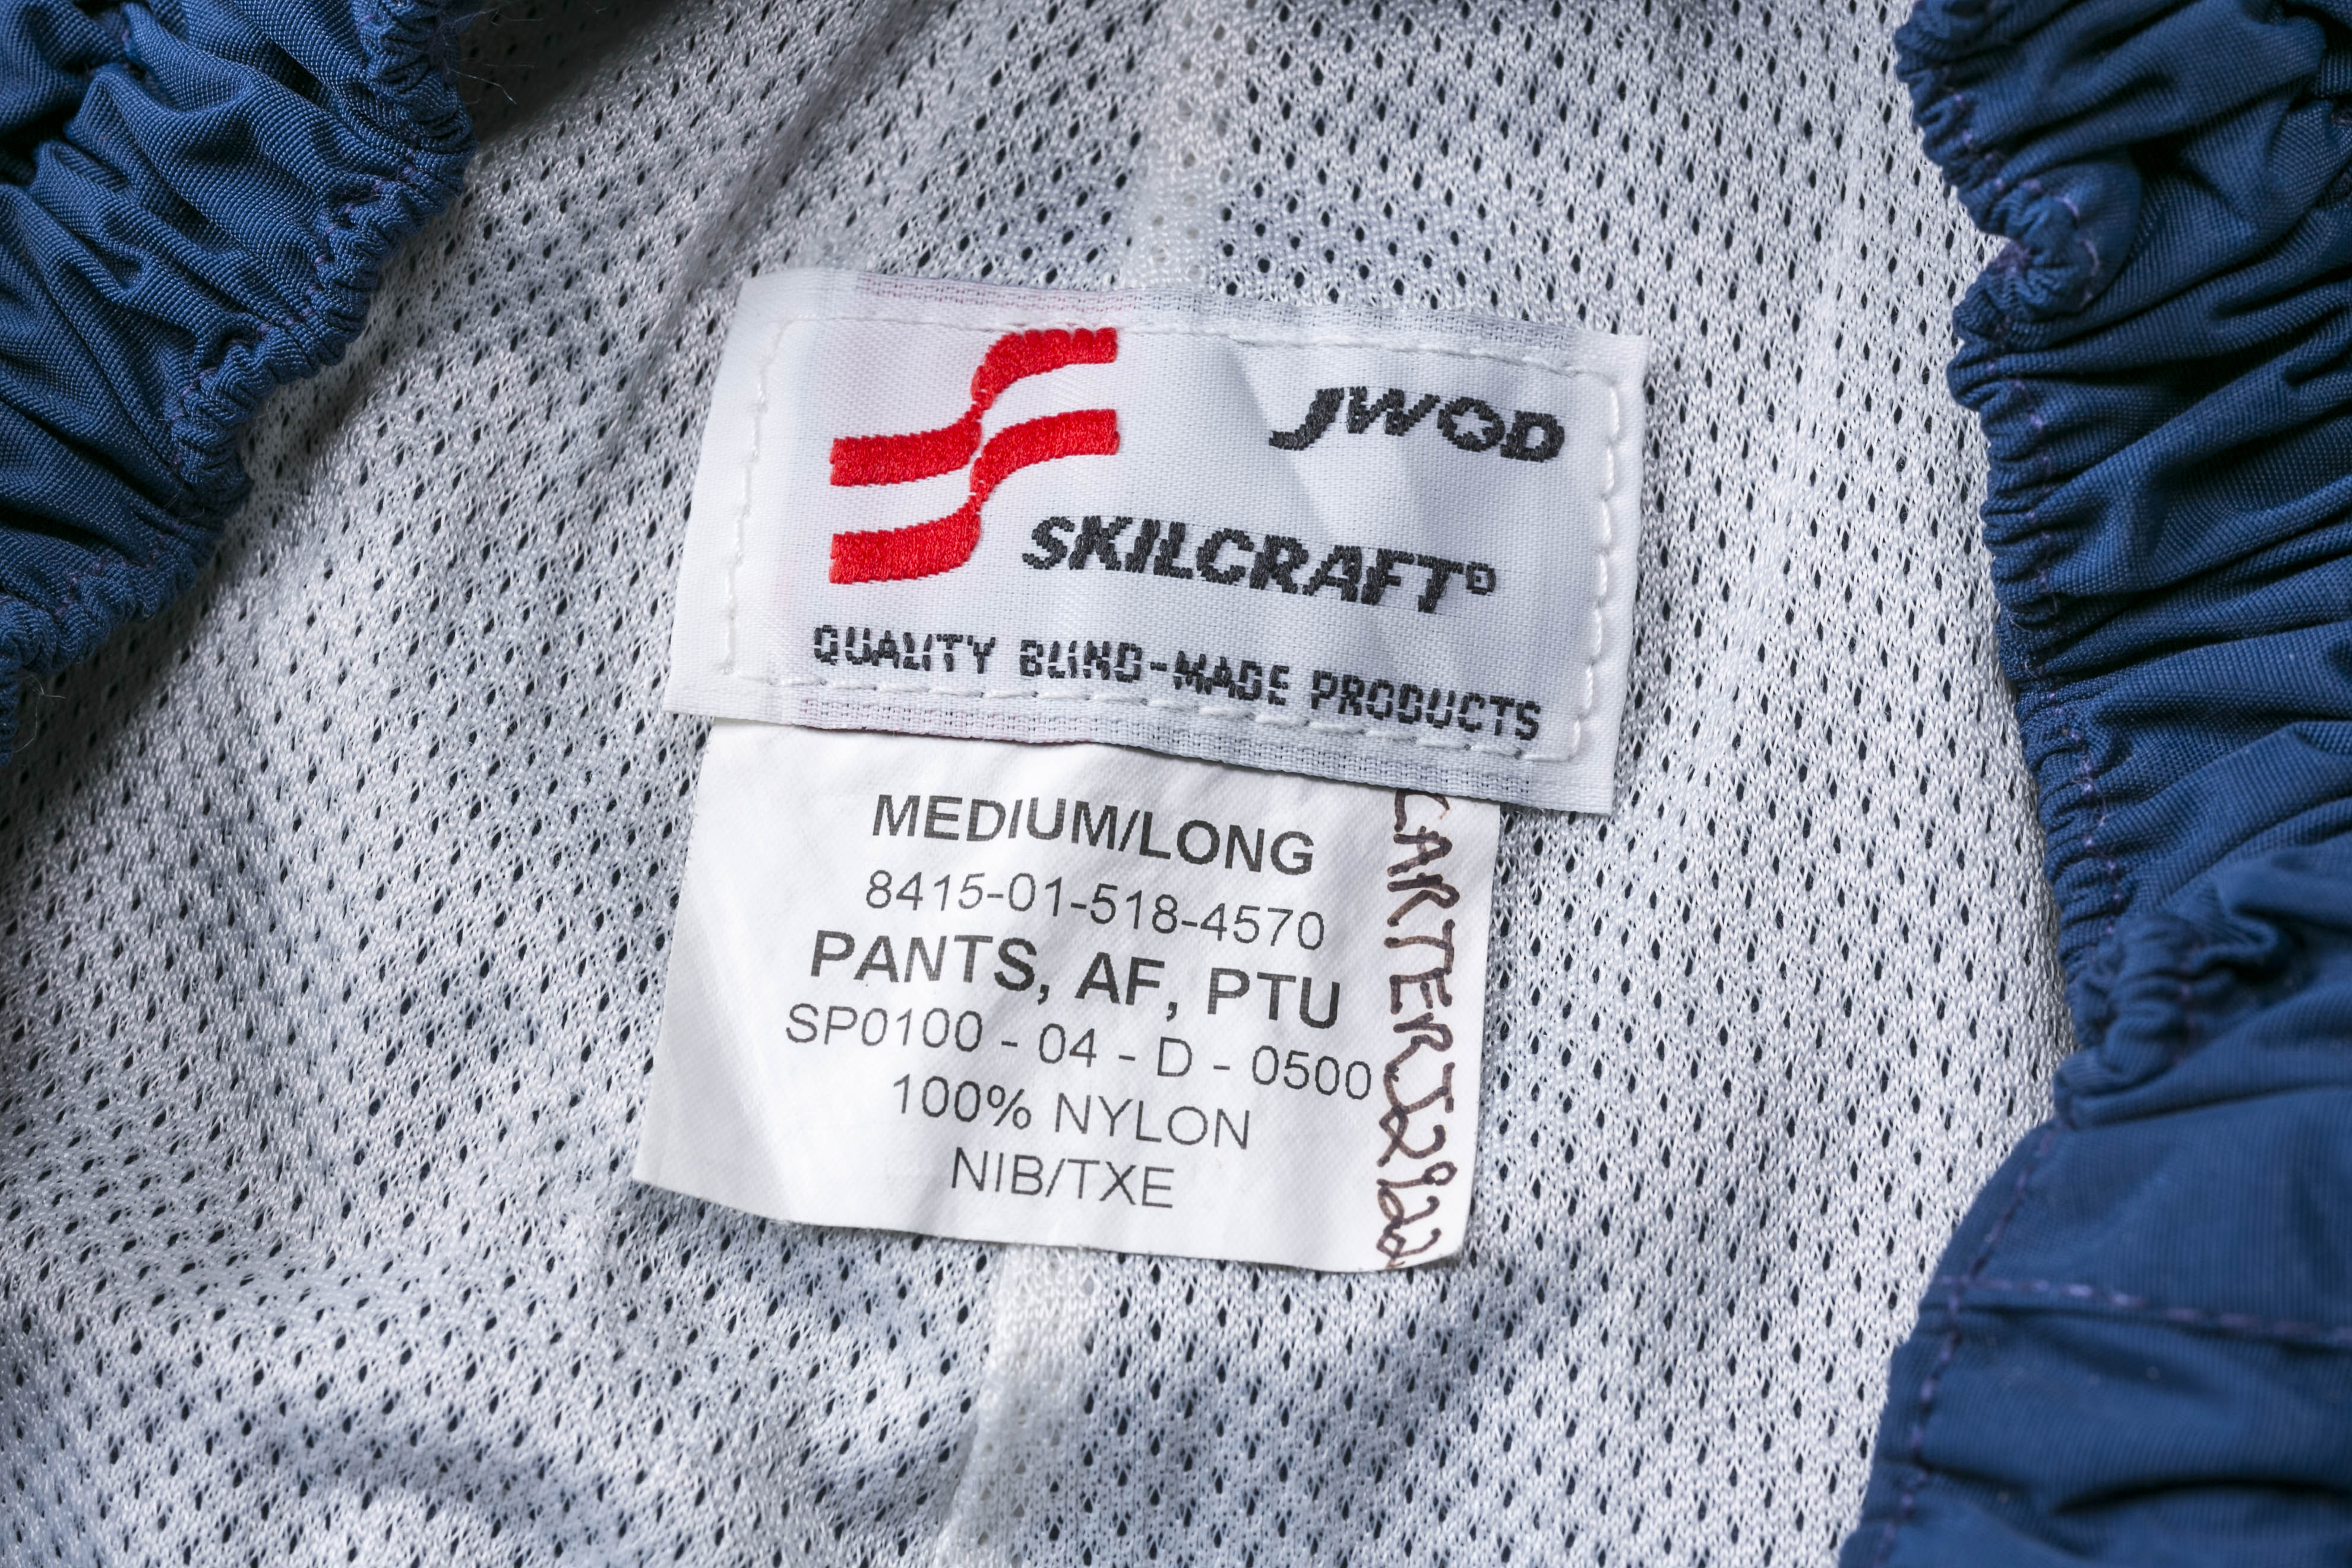 JWOD
SKILCRAFT®
QUALITY BLIND-MADE PRODUCTS
MEDIUM/LONG
8415-01-518-4570
PANTS, AF, PTU
SP0100 - 04 - D - 0500
100% NYLON
NIB/TXE
CARTER